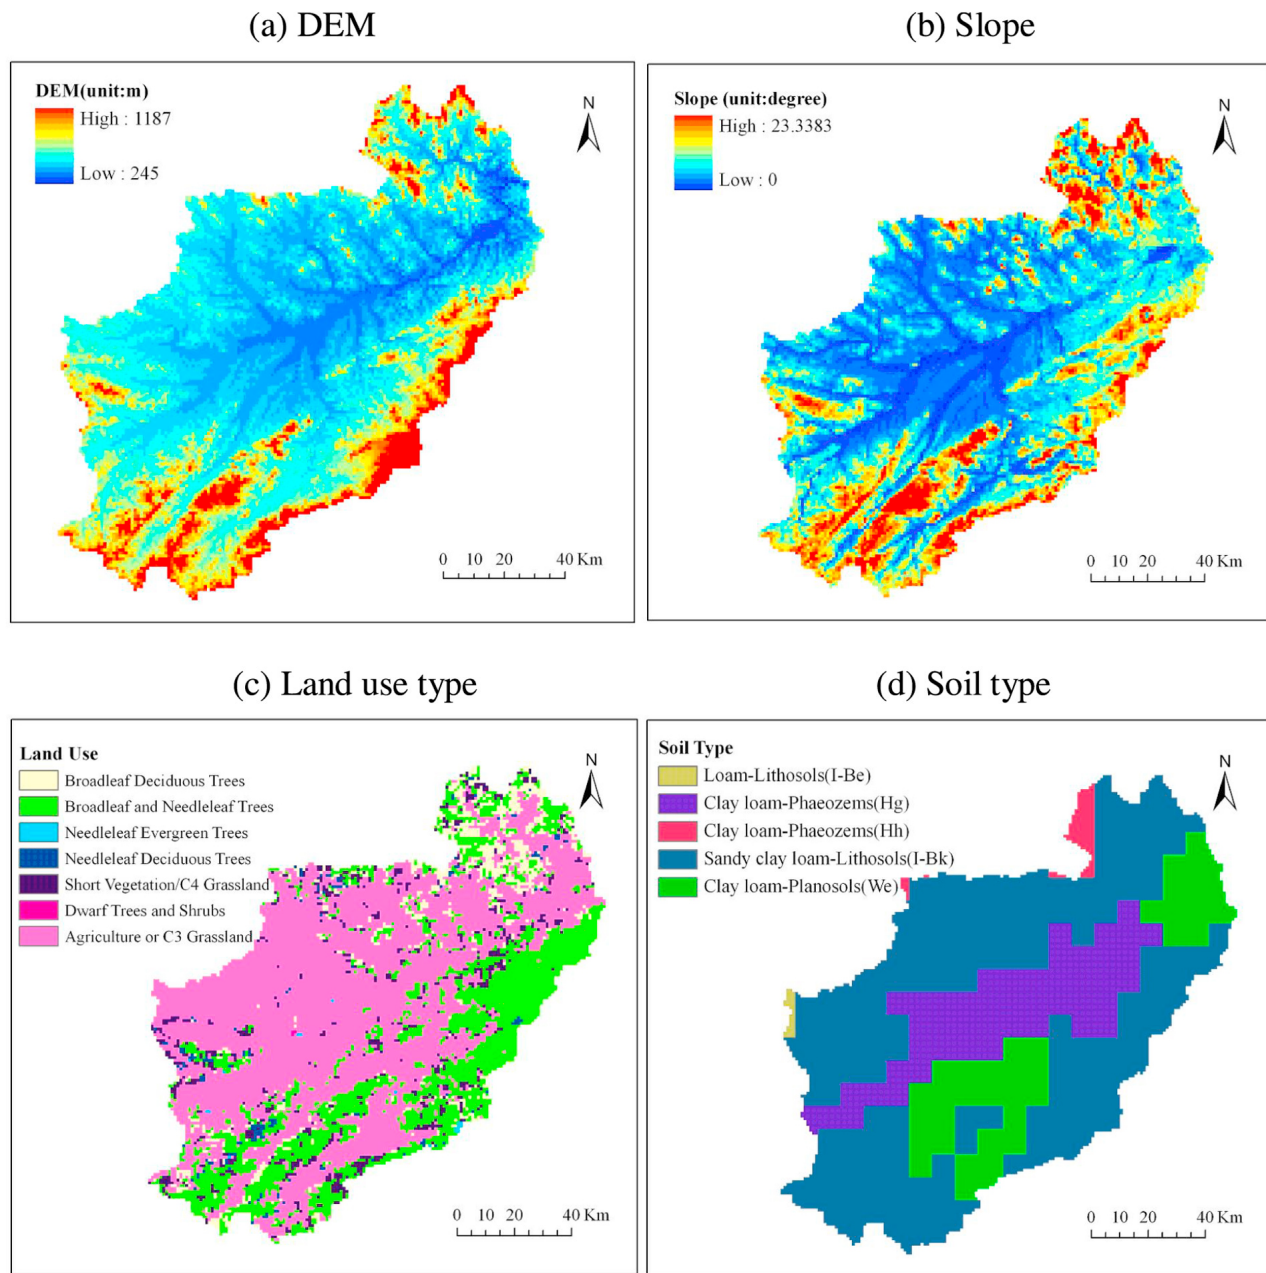 (a) DEM
(b) Slope
DEM(unit:m)
High : 1187
Low : 245
N
0 10 20 40 Km
Slope (unit:degree)
High : 23.3383
Low : 0
N
0 10 20 40 Km
(c) Land use type
(d) Soil type
Land Use
Broadleaf Deciduous Trees
Broadleaf and Needleleaf Trees
Needleleaf Evergreen Trees
Needleleaf Deciduous Trees
Short Vegetation/C4 Grassland
Dwarf Trees and Shrubs
Agriculture or C3 Grassland
N
0 10 20 40 Km
Soil Type
Loam-Lithosols(I-Be)
Clay loam-Phaeozems(Hg)
Clay loam-Phaeozems(Hh)
Sandy clay loam-Lithosols(I-Bk)
Clay loam-Planosols(We)
N
0 10 20 40 Km